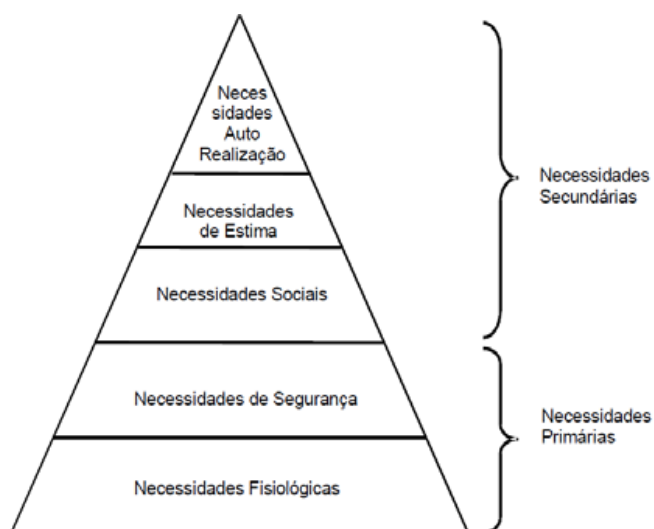 Neces
sidades
Auto
Realização
Necessidades
de Estima
Necessidades Sociais
Necessidades de Segurança
Necessidades Fisiológicas
Necessidades
Secundárias
Necessidades
Primárias